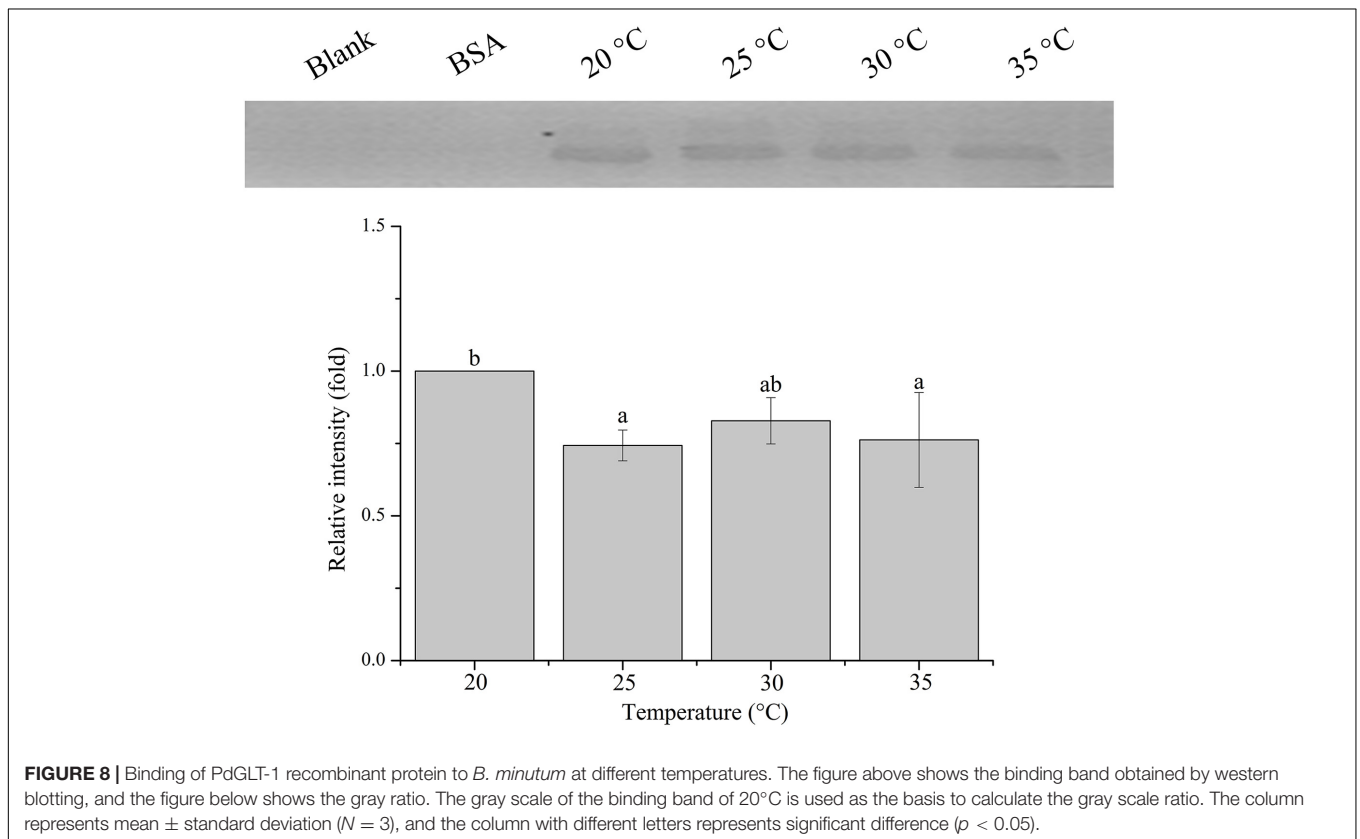 Blank BSA 20 °C 25 °C 30 °C 35 °C
1.5
1.0
0.5
0.0
Relative intensity (fold)
b
a
ab
a
20 25 30 35
Temperature (°C)
FIGURE 8 | Binding of PdGLT-1 recombinant protein to B. minutum at different temperatures. The figure above shows the binding band obtained by western
blotting, and the figure below shows the gray ratio. The gray scale of the binding band of 20°C is used as the basis to calculate the gray scale ratio. The column
represents mean ± standard deviation (N = 3), and the column with different letters represents significant difference (p < 0.05).